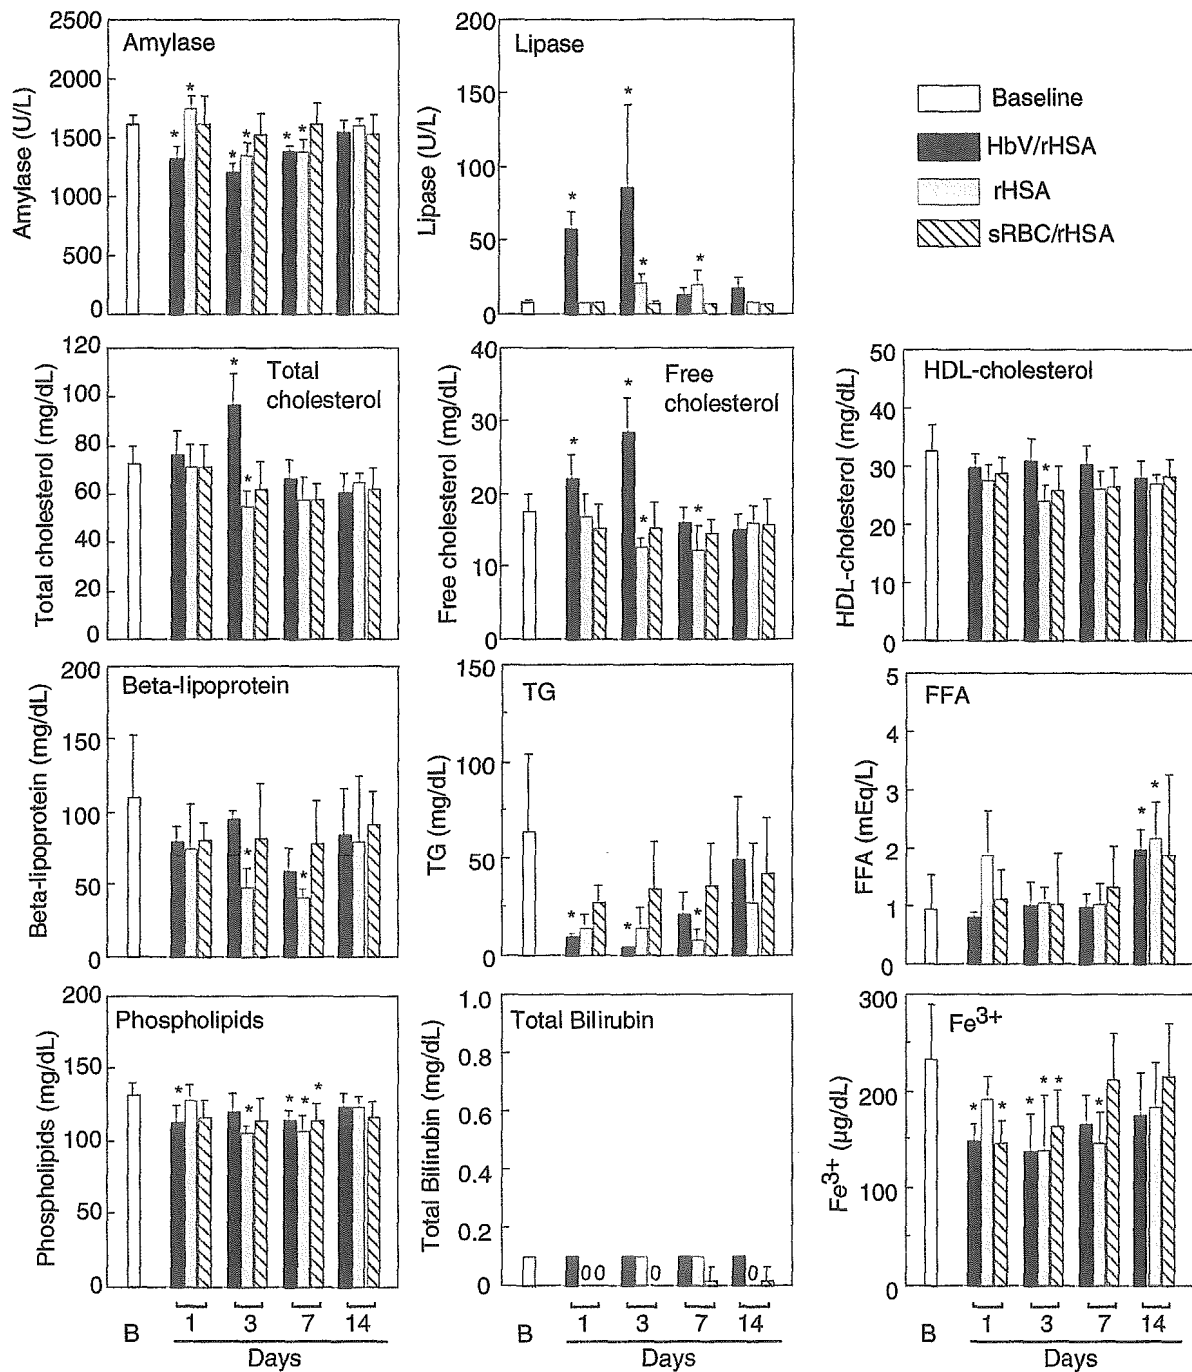 Amylase
Amylase (U/L)
2500
2000
1500
1000
500
0
* * * * * *
*
Lipase
Lipase (U/L)
200
150
100
50
0
* * * *
Baseline
HbV/rHSA
rHSA
sRBC/rHSA
Total
cholesterol
Total cholesterol (mg/dL)
120
100
80
60
40
20
0
* *
Free
cholesterol
Free cholesterol (mg/dL)
40
30
20
10
0
* * * *
HDL-cholesterol
HDL-cholesterol (mg/dL)
50
40
30
20
10
0
*
Beta-lipoprotein
Beta-lipoprotein (mg/dL)
200
150
100
50
0
* *
TG
TG (mg/dL)
150
100
50
0
* * *
FFA
FFA (mEq/L)
5
4
3
2
1
0
* *
Phospholipids
Phospholipids (mg/dL)
200
150
100
50
0
* * * * *
Total Bilirubin
Total Bilirubin (mg/dL)
1.0
0.8
0.6
0.4
0.2
0
00 0 0
Fe3+
Fe3+ (µg/dL)
300
200
100
0
* * * * * *
B 1 3 7 14
Days
B 1 3 7 14
Days
B 1 3 7 14
Days